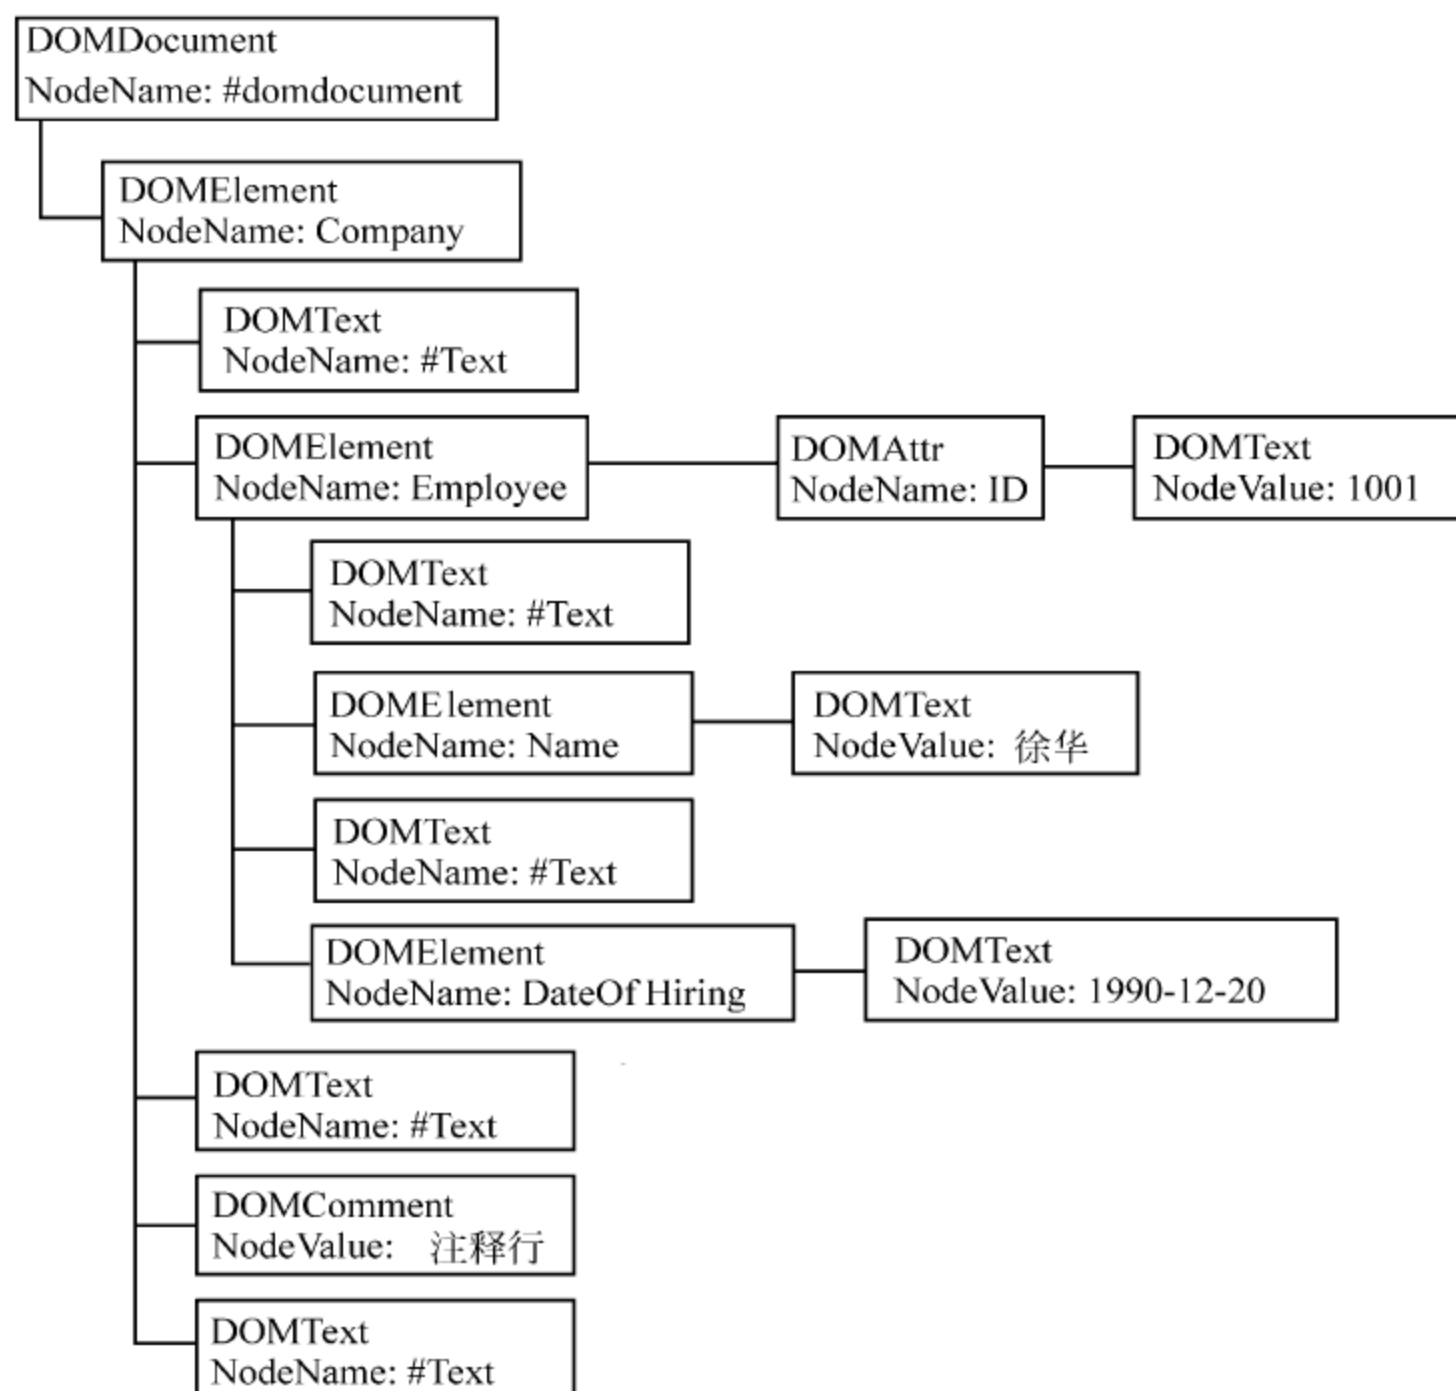 DOMDocument
NodeName: #domdocument
DOMElement
NodeName: Company
DOMText
NodeName: #Text
DOMElement
NodeName: Employee
DOMAttr
NodeName: ID
DOMText
NodeValue: 1001
DOMText
NodeName: #Text
DOMElement
NodeName: Name
DOMText
NodeValue: 徐华
DOMText
NodeName: #Text
DOMElement
NodeName: DateOf Hiring
DOMText
NodeValue: 1990-12-20
DOMText
NodeName: #Text
DOMComment
NodeValue: 注释行
DOMText
NodeName: #Text